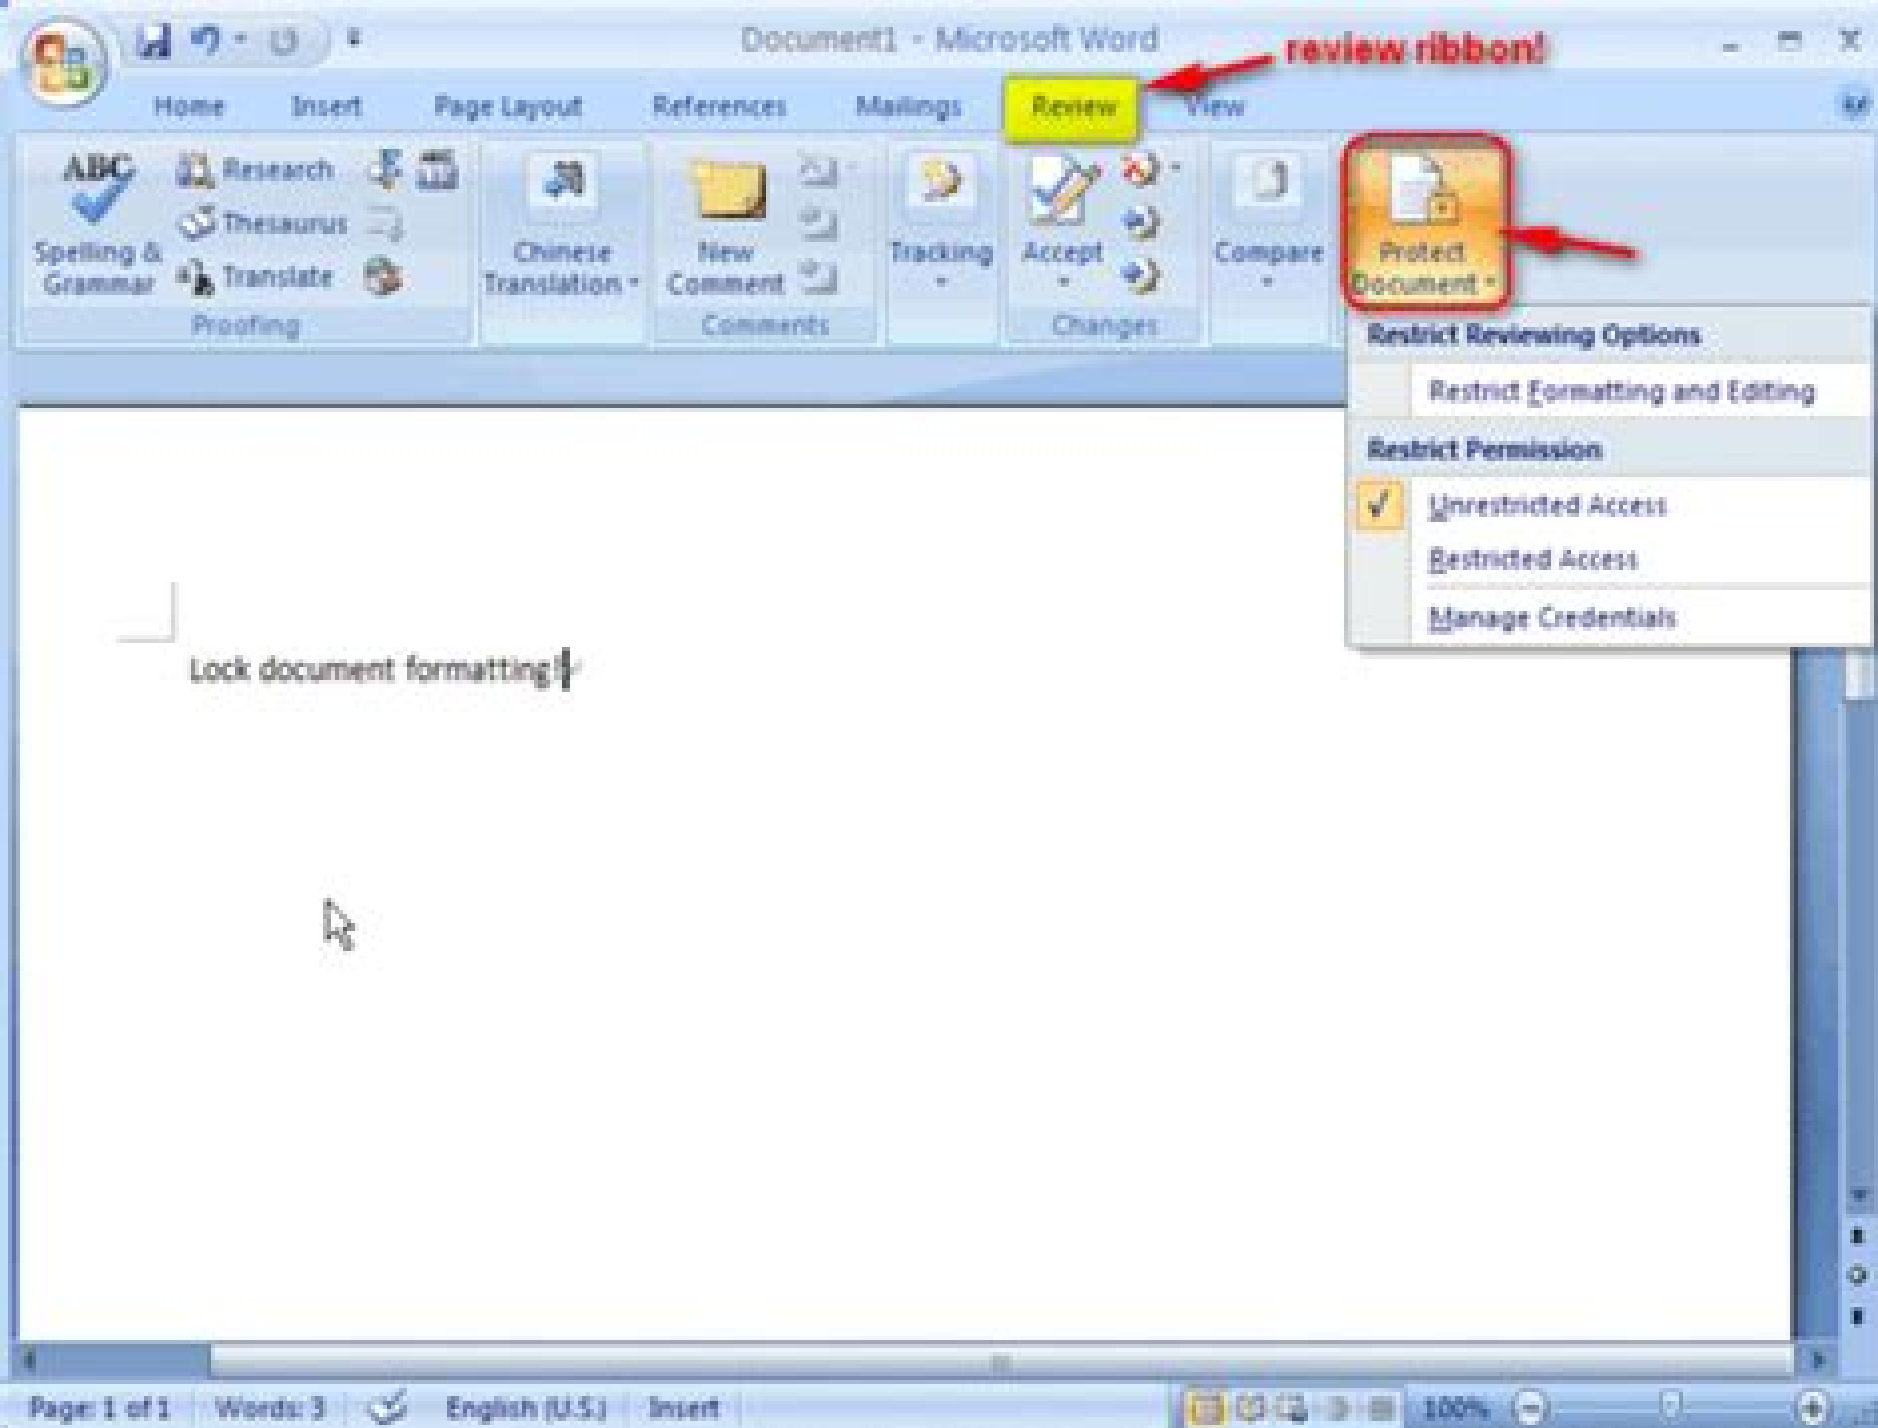 Document1 - Microsoft Word
review ribbon!
Home Insert Page Layout References Mailings Review View
ABC
Spelling & Grammar
Research
Thesaurus
Translate
Proofing
Chinese Translation
New Comment
Comments
Tracking
Accept
Changes
Compare
Protect Document
Restrict Reviewing Options
Restrict Formatting and Editing
Restrict Permission
Unrestricted Access
Restricted Access
Manage Credentials
Lock document formatting!
Page: 1 of 1 Words: 3 English (U.S.) Insert 100%